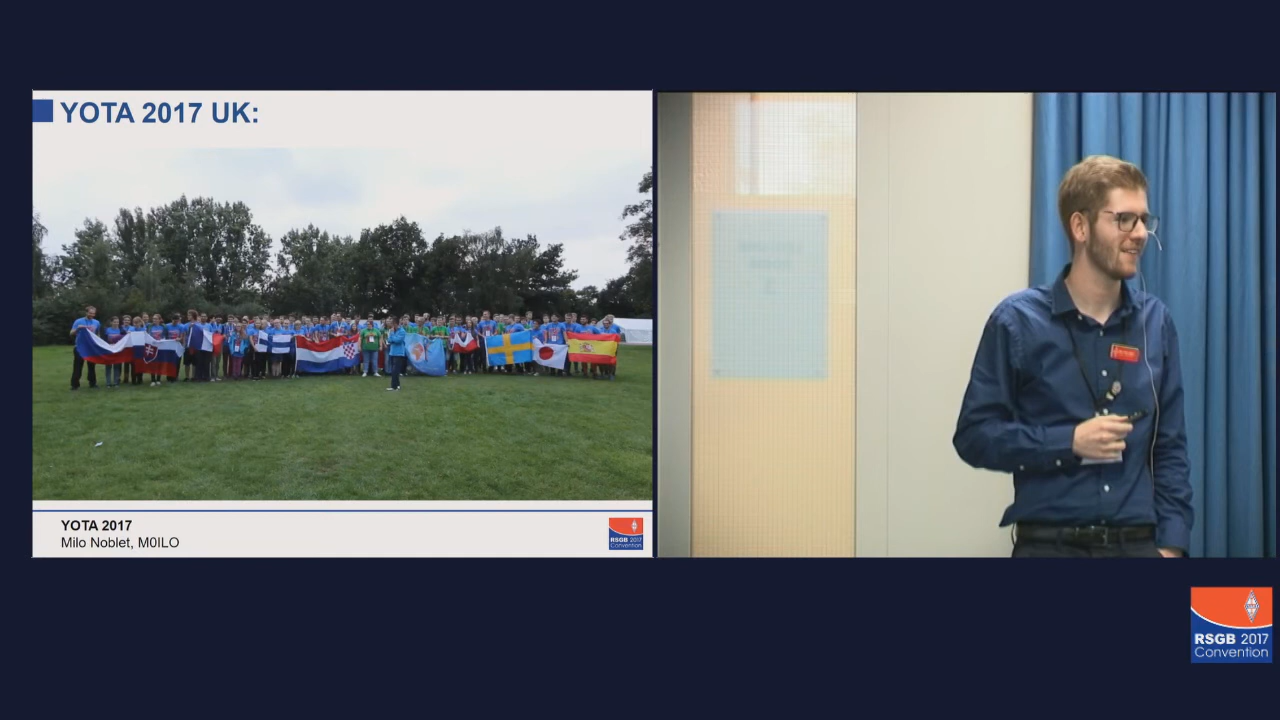 YOTA 2017 UK:
YOTA 2017
Milo Noblet, M0ILO
RSGB 2017
Convention
RSGB 2017
Convention